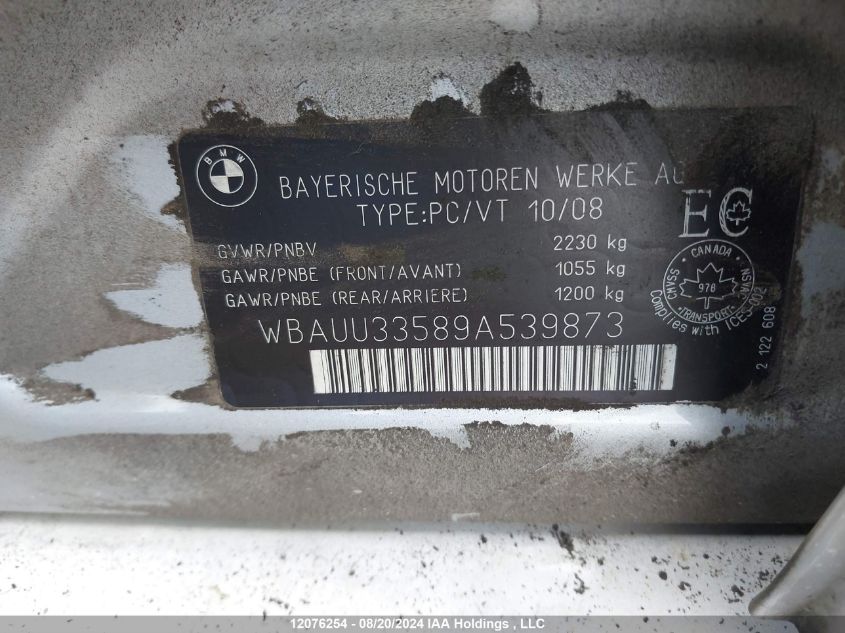 BMW
BAYERISCHE MOTOREN WERKE AG
TYPE:PC/VT 10/08
EC
GVWR/PNBV 2230 kg
GAWR/PNBE (FRONT/AVANT) 1055 kg
GAWR/PNBE (REAR/ARRIERE) 1200 kg
CANADA
978
TRANSPORT
Complies with ICES-002
WBAUU33589A539873
2 122 608
12076254 - 08/20/2024 IAA Holdings , LLC